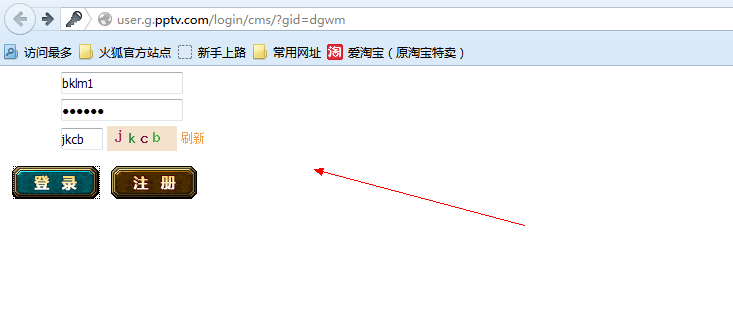 user.g.pptv.com/login/cms/?gid=dgwm
访问最多 火狐官方站点 新手上路 常用网址 淘 爱淘宝（原淘宝特卖）
bklm1
••••••
jkcb jkcb 刷新
登录 注册